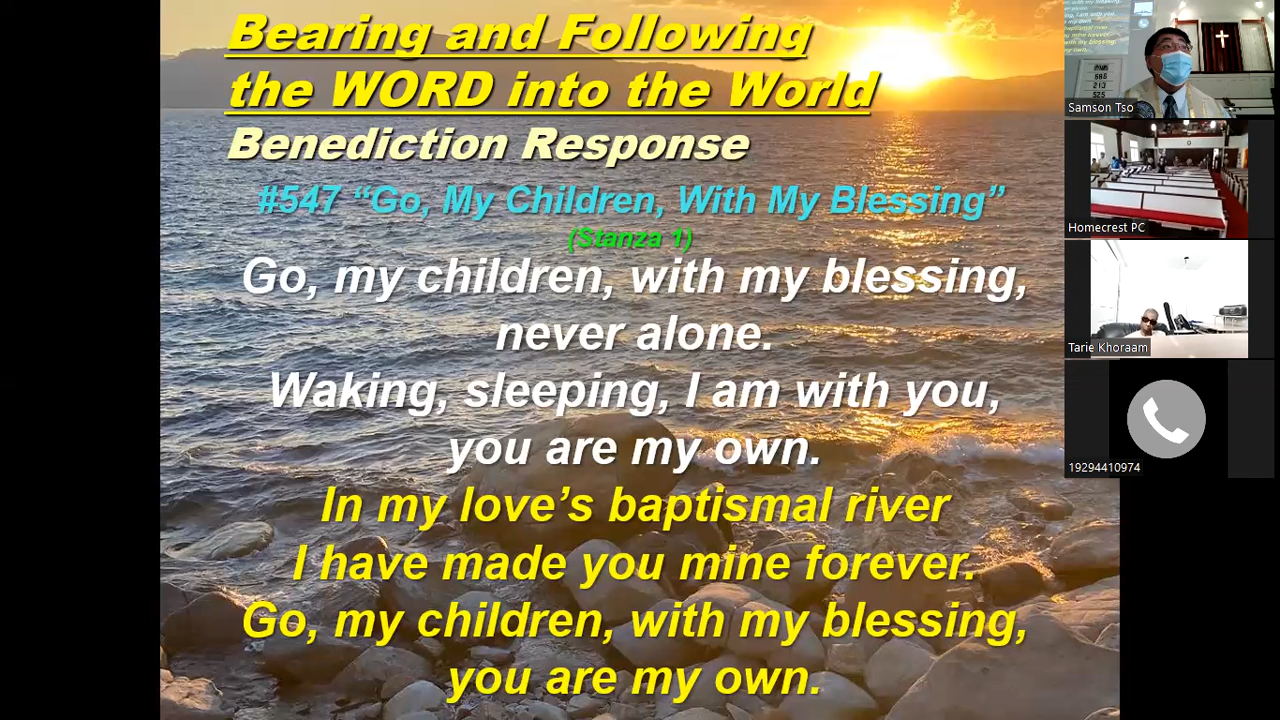 Bearing and Following
the WORD into the World
Benediction Response
#547 “Go, My Children, With My Blessing”
(Stanza 1)
Go, my children, with my blessing,
never alone.
Waking, sleeping, I am with you,
you are my own.
In my love’s baptismal river
I have made you mine forever.
Go, my children, with my blessing,
you are my own.
585
213
525
Samson Tso
Homecrest PC
Tarie Khoraam
19294410974